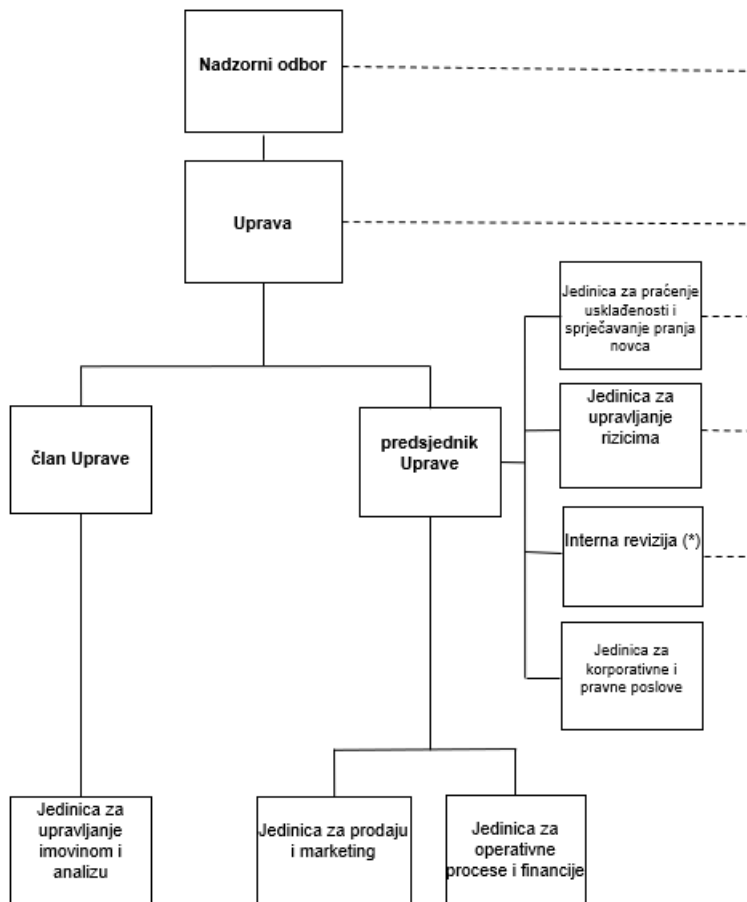 Nadzorni odbor
Uprava
Jedinica za praćenje
usklađenosti i
sprječavanje pranja
novca
Jedinica za
upravljanje
rizicima
član Uprave
predsjednik
Uprave
Interna revizija (*)
Jedinica za
korporativne i
pravne poslove
Jedinica za
upravljanje
imovinom i
analizu
Jedinica za prodaju
i marketing
Jedinica za
operativne
procese i financije